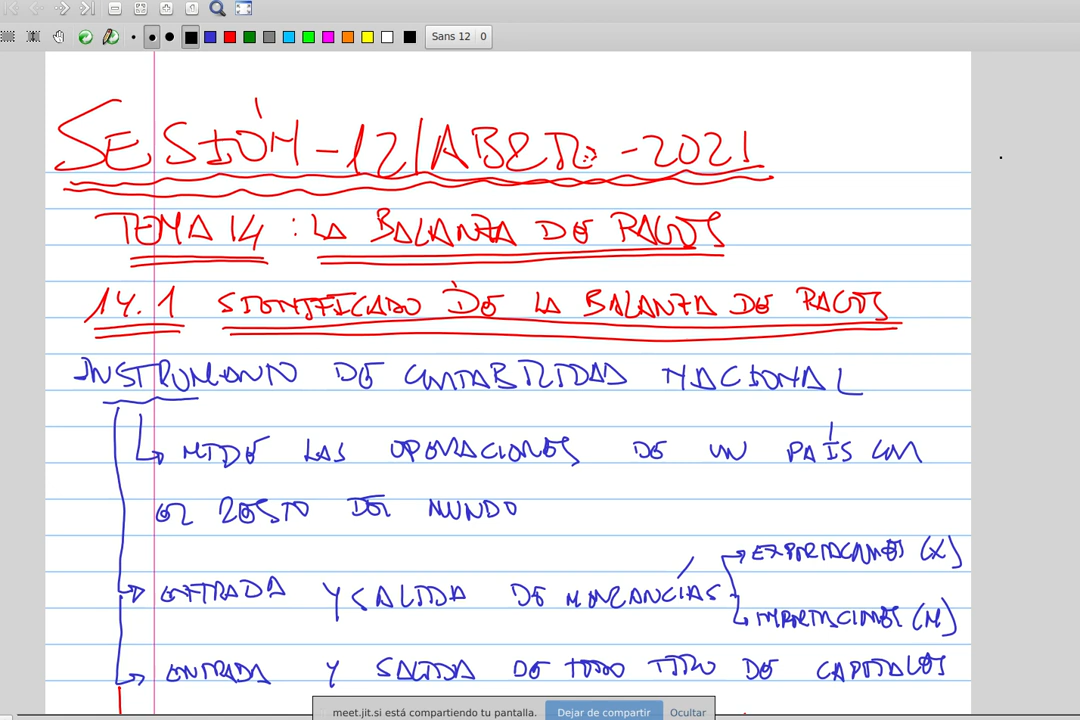 Sans 12 0
SESIÓN - 12/ABRIL - 2021
TEMA 14 : LA BALANZA DE PAGOS
14.1 SIGNIFICADO DE LA BALANZA DE PAGOS
INSTRUMENTO DE CONTABILIDAD NACIONAL
MIDE LAS OPERACIONES DE UN PAÍS CON
EL RESTO DEL MUNDO
ENTRADA Y SALIDA DE MERCANCÍAS
EXPORTACIONES (X)
IMPORTACIONES (M)
ENTRADA Y SALIDA DE TODO TIPO DE CAPITALES
meet.jit.si está compartiendo tu pantalla. Dejar de compartir Ocultar